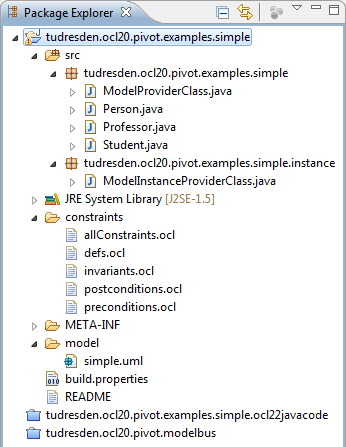 Package Explorer
tudresden.ocl20.pivot.examples.simple
src
tudresden.ocl20.pivot.examples.simple
ModelProviderClass.java
Person.java
Professor.java
Student.java
tudresden.ocl20.pivot.examples.simple.instance
ModelInstanceProviderClass.java
JRE System Library [J2SE-1.5]
constraints
allConstraints.ocl
defs.ocl
invariants.ocl
postconditions.ocl
preconditions.ocl
META-INF
model
simple.uml
build.properties
README
tudresden.ocl20.pivot.examples.simple.ocl22javacode
tudresden.ocl20.pivot.modelbus